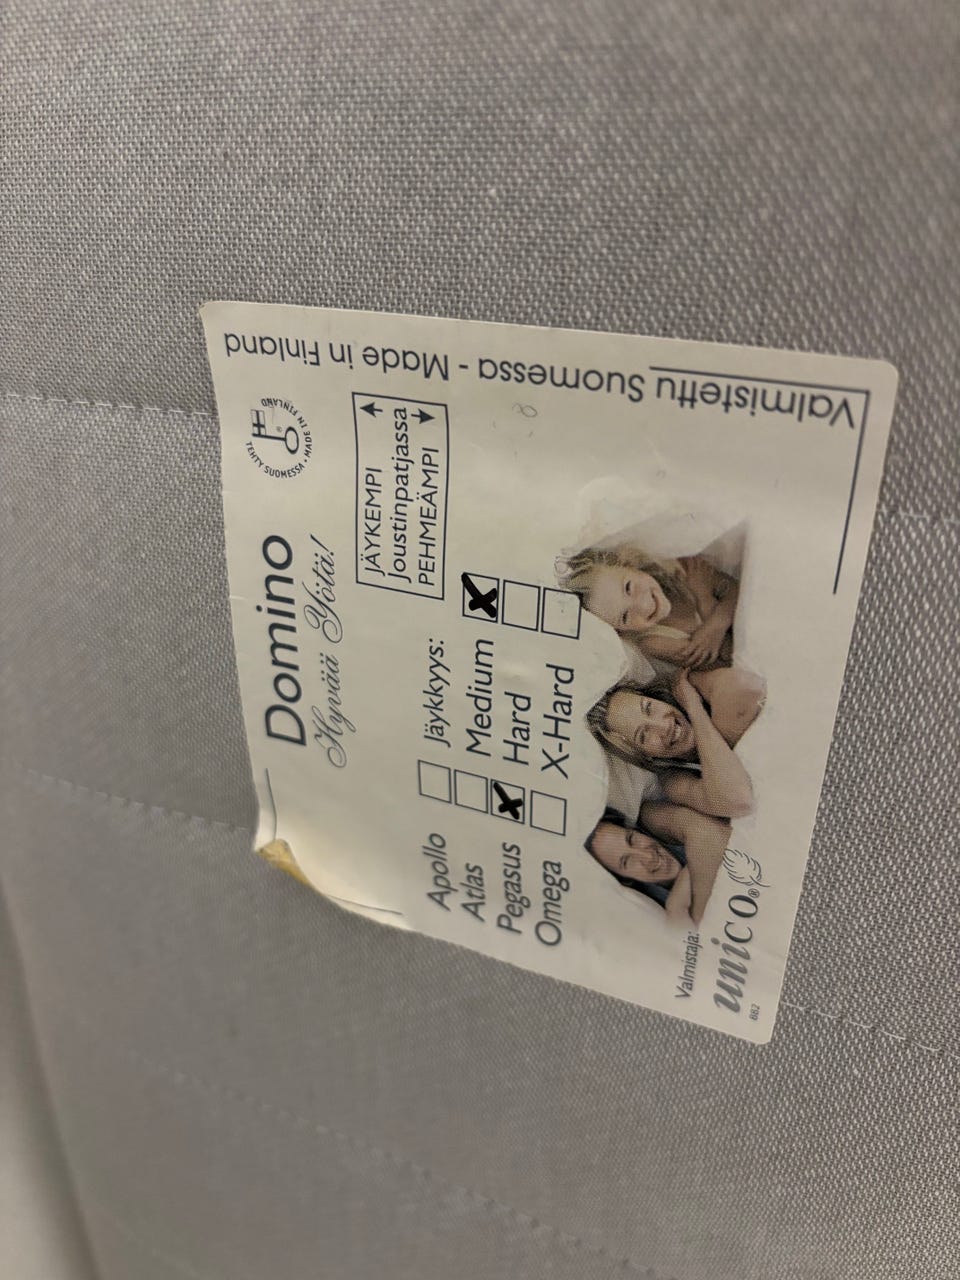 Domino
Hyvää Yötä!
TEHTY SUOMESSA • MADE IN FINLAND
JÄYKEMPI
Joustinpatjassa
PEHMEÄMPI
Apollo
Atlas
Pegasus
Omega
Jäykkyys:
Medium
Hard
X-Hard
Valmistaja:
unico®
882
Valmistettu Suomessa - Made in Finland